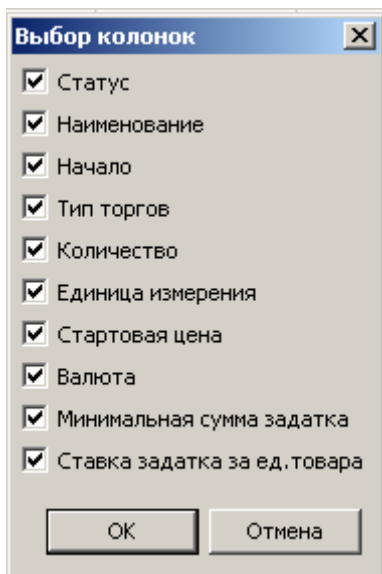 Выбор колонок
Статус
Наименование
Начало
Тип торгов
Количество
Единица измерения
Стартовая цена
Валюта
Минимальная сумма задатка
Ставка задатка за ед.товара
ОК
Отмена